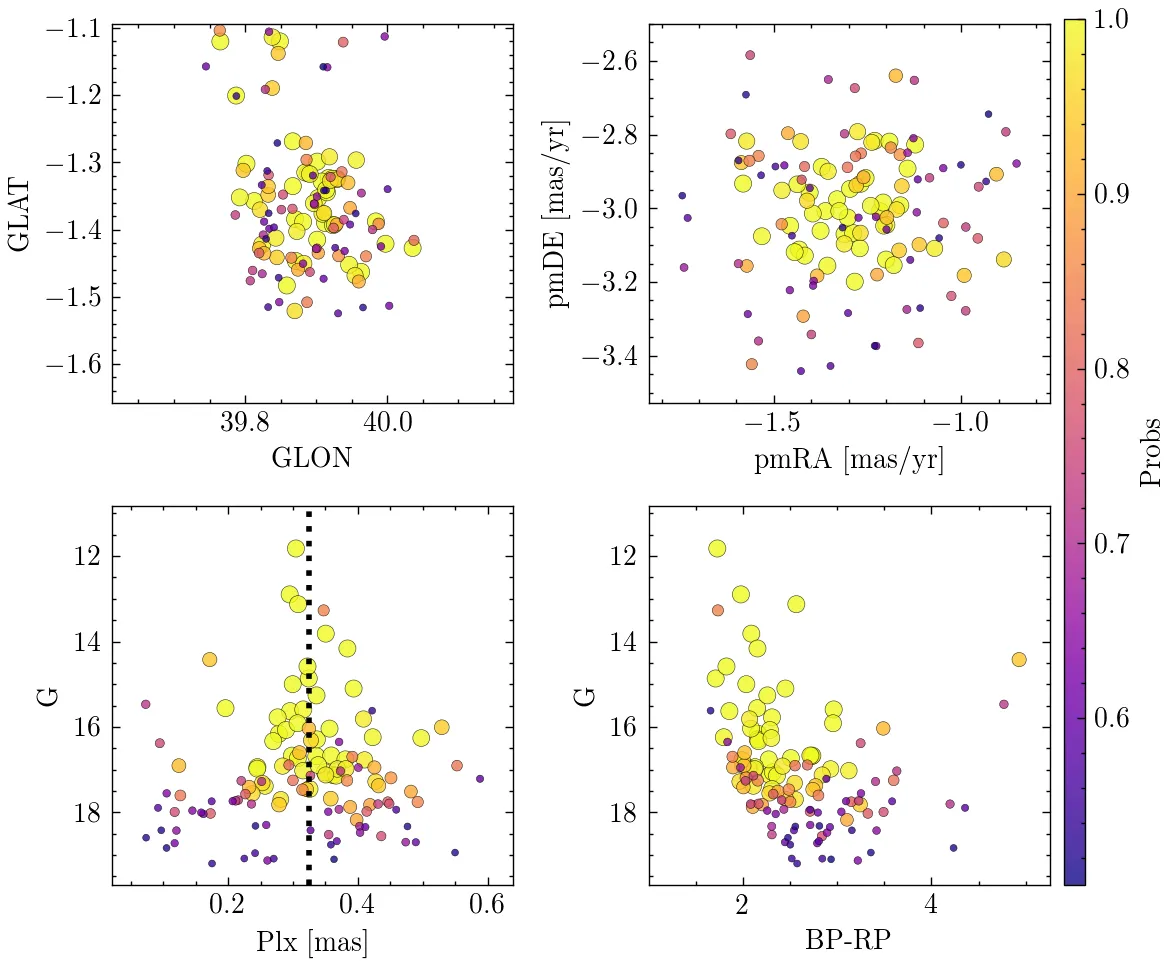 −1.1
−1.2
−1.3
−1.4
−1.5
−1.6
GLAT
39.8 40.0
GLON
−2.6
−2.8
−3.0
−3.2
−3.4
pmDE [mas/yr]
−1.5 −1.0
pmRA [mas/yr]
1.0
0.9
0.8
0.7
0.6
Probs
12
14
16
18
G
0.2 0.4 0.6
Plx [mas]
12
14
16
18
G
2 4
BP-RP